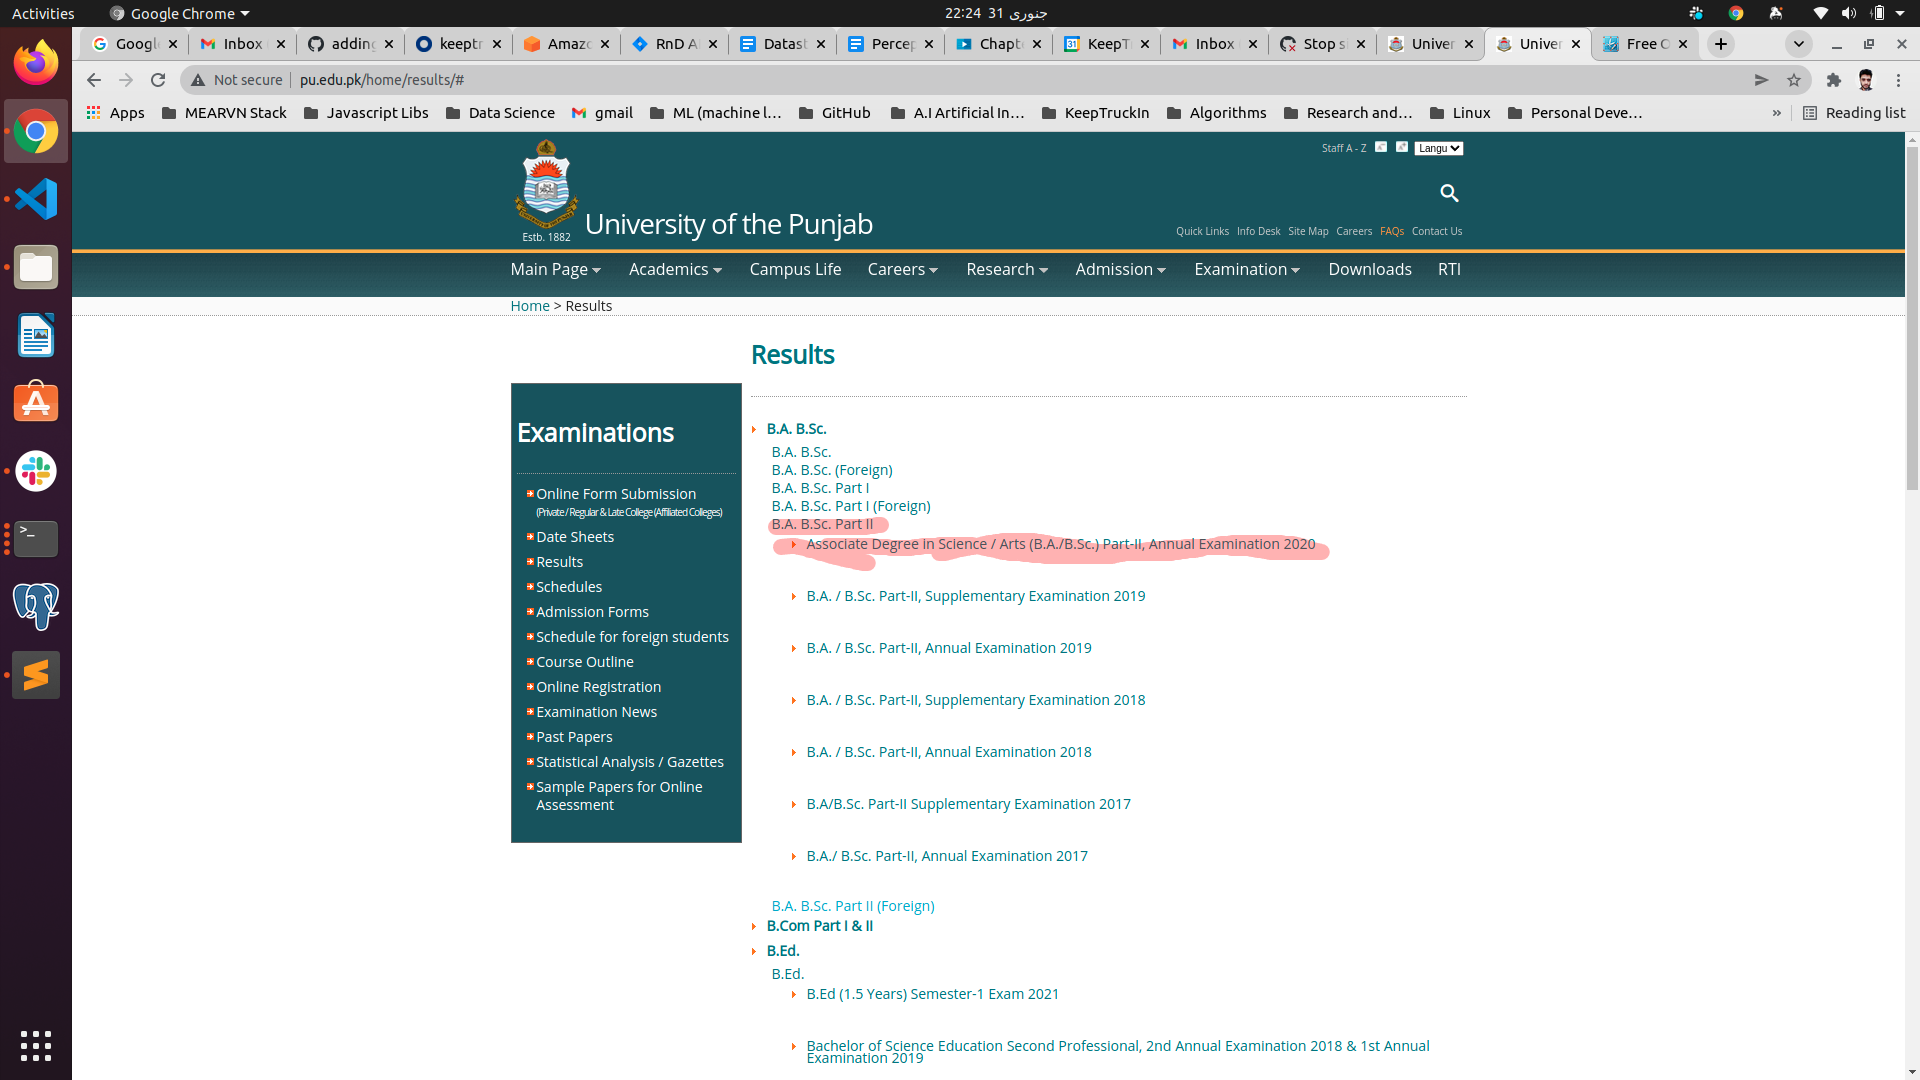 Activities
Google Chrome
22:24 31 جنوری
Googl
Inbox
adding
keeptr
Amazo
RnD A
Datast
Percep
Chapt
KeepT
Inbox
Stop s
Univer
Univer
Free C
Not secure
pu.edu.pk/home/results/#
Apps
MEARVN Stack
Javascript Libs
Data Science
gmail
ML (machine l...
GitHub
A.I Artificial In...
KeepTruckIn
Algorithms
Research and...
Linux
Personal Deve...
»
Reading list
Staff A - Z
Langu
University of the Punjab
Estb. 1882
Quick Links
Info Desk
Site Map
Careers
FAQs
Contact Us
Main Page
Academics
Campus Life
Careers
Research
Admission
Examination
Downloads
RTI
Home > Results
Results
Examinations
Online Form Submission
(Private / Regular & Late College (Affiliated Colleges)
Date Sheets
Results
Schedules
Admission Forms
Schedule for foreign students
Course Outline
Online Registration
Examination News
Past Papers
Statistical Analysis / Gazettes
Sample Papers for Online
Assessment
B.A. B.Sc.
B.A. B.Sc.
B.A. B.Sc. (Foreign)
B.A. B.Sc. Part I
B.A. B.Sc. Part I (Foreign)
B.A. B.Sc. Part II
Associate Degree in Science / Arts (B.A./B.Sc.) Part-II, Annual Examination 2020
B.A. / B.Sc. Part-II, Supplementary Examination 2019
B.A. / B.Sc. Part-II, Annual Examination 2019
B.A. / B.Sc. Part-II, Supplementary Examination 2018
B.A. / B.Sc. Part-II, Annual Examination 2018
B.A/B.Sc. Part-II Supplementary Examination 2017
B.A./ B.Sc. Part-II, Annual Examination 2017
B.A. B.Sc. Part II (Foreign)
B.Com Part I & II
B.Ed.
B.Ed.
B.Ed (1.5 Years) Semester-1 Exam 2021
Bachelor of Science Education Second Professional, 2nd Annual Examination 2018 & 1st Annual
Examination 2019